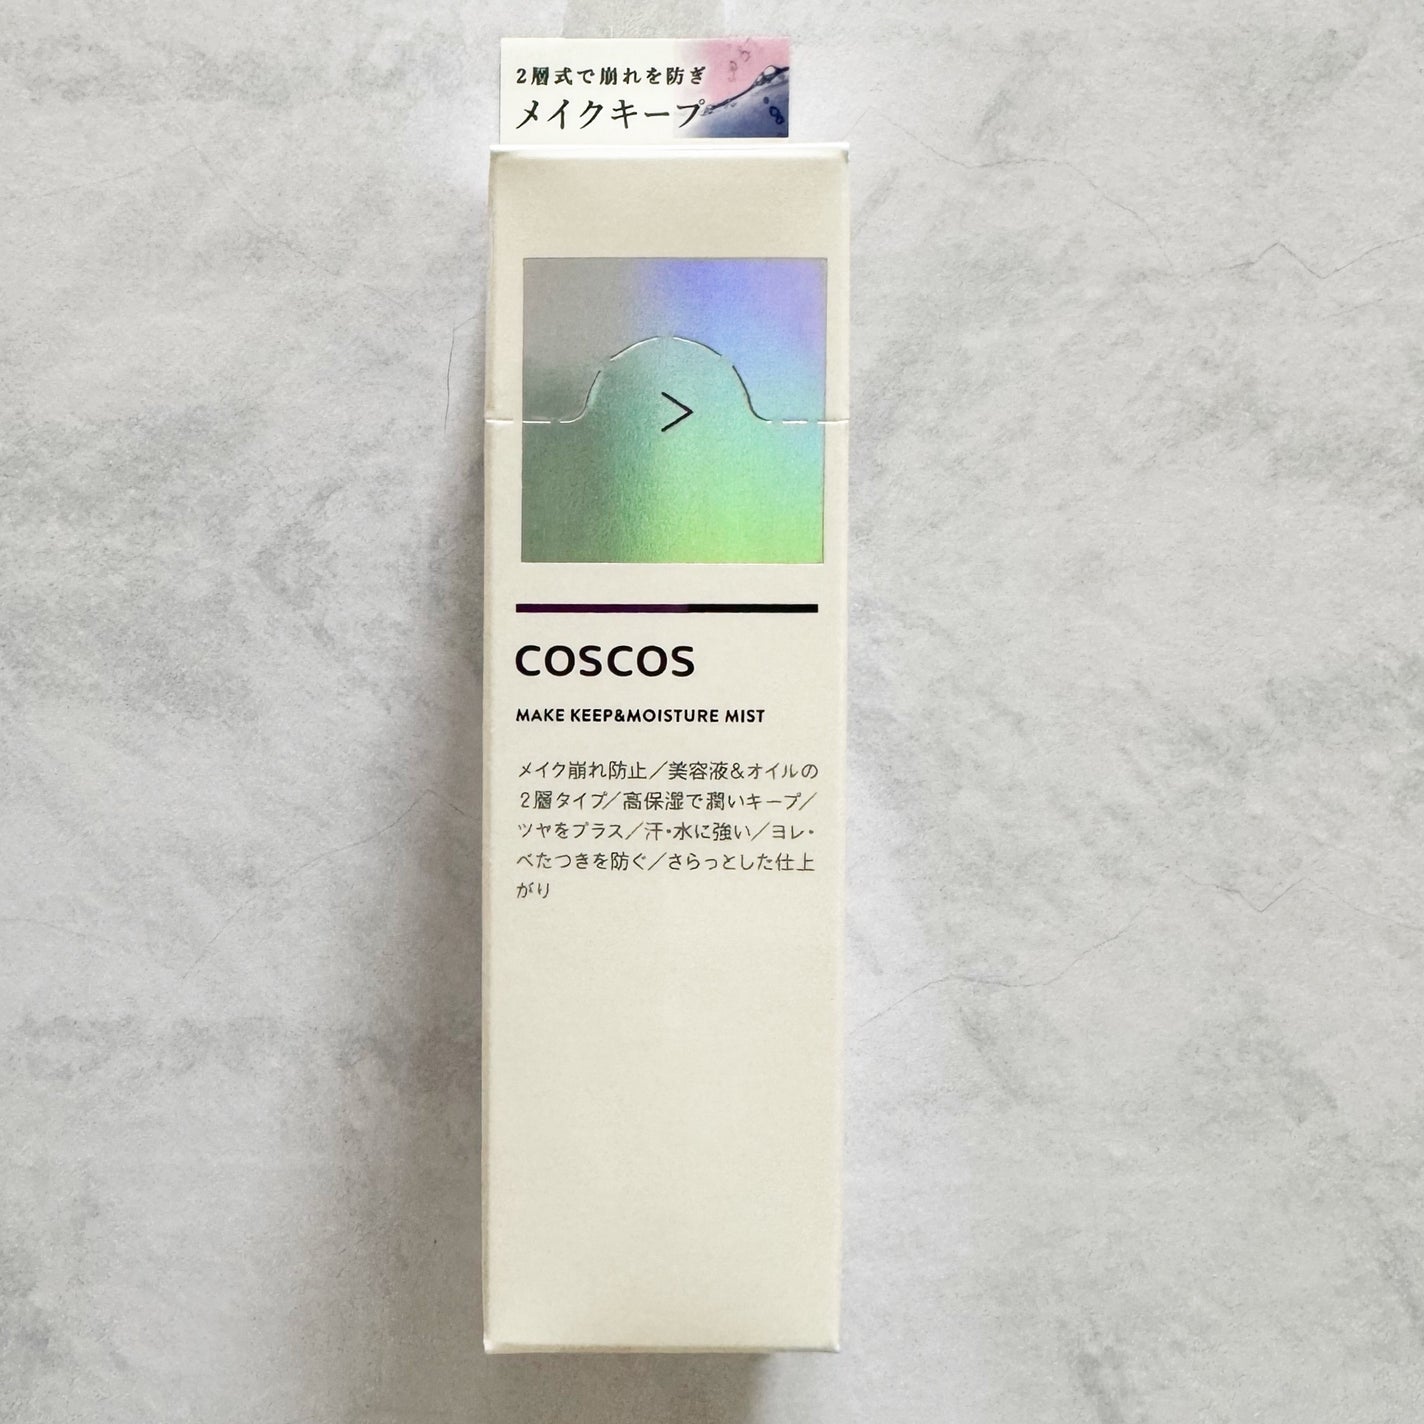 2層式で崩れを防ぎ
メイクキープ
>
COSCOS
MAKE KEEP&MOISTURE MIST
メイク崩れ防止／美容液&オイルの
2層タイプ／高保湿で潤いキープ／
ツヤをプラス／汗・水に強い／ヨレ・
べたつきを防ぐ／さらっとした仕上
がり